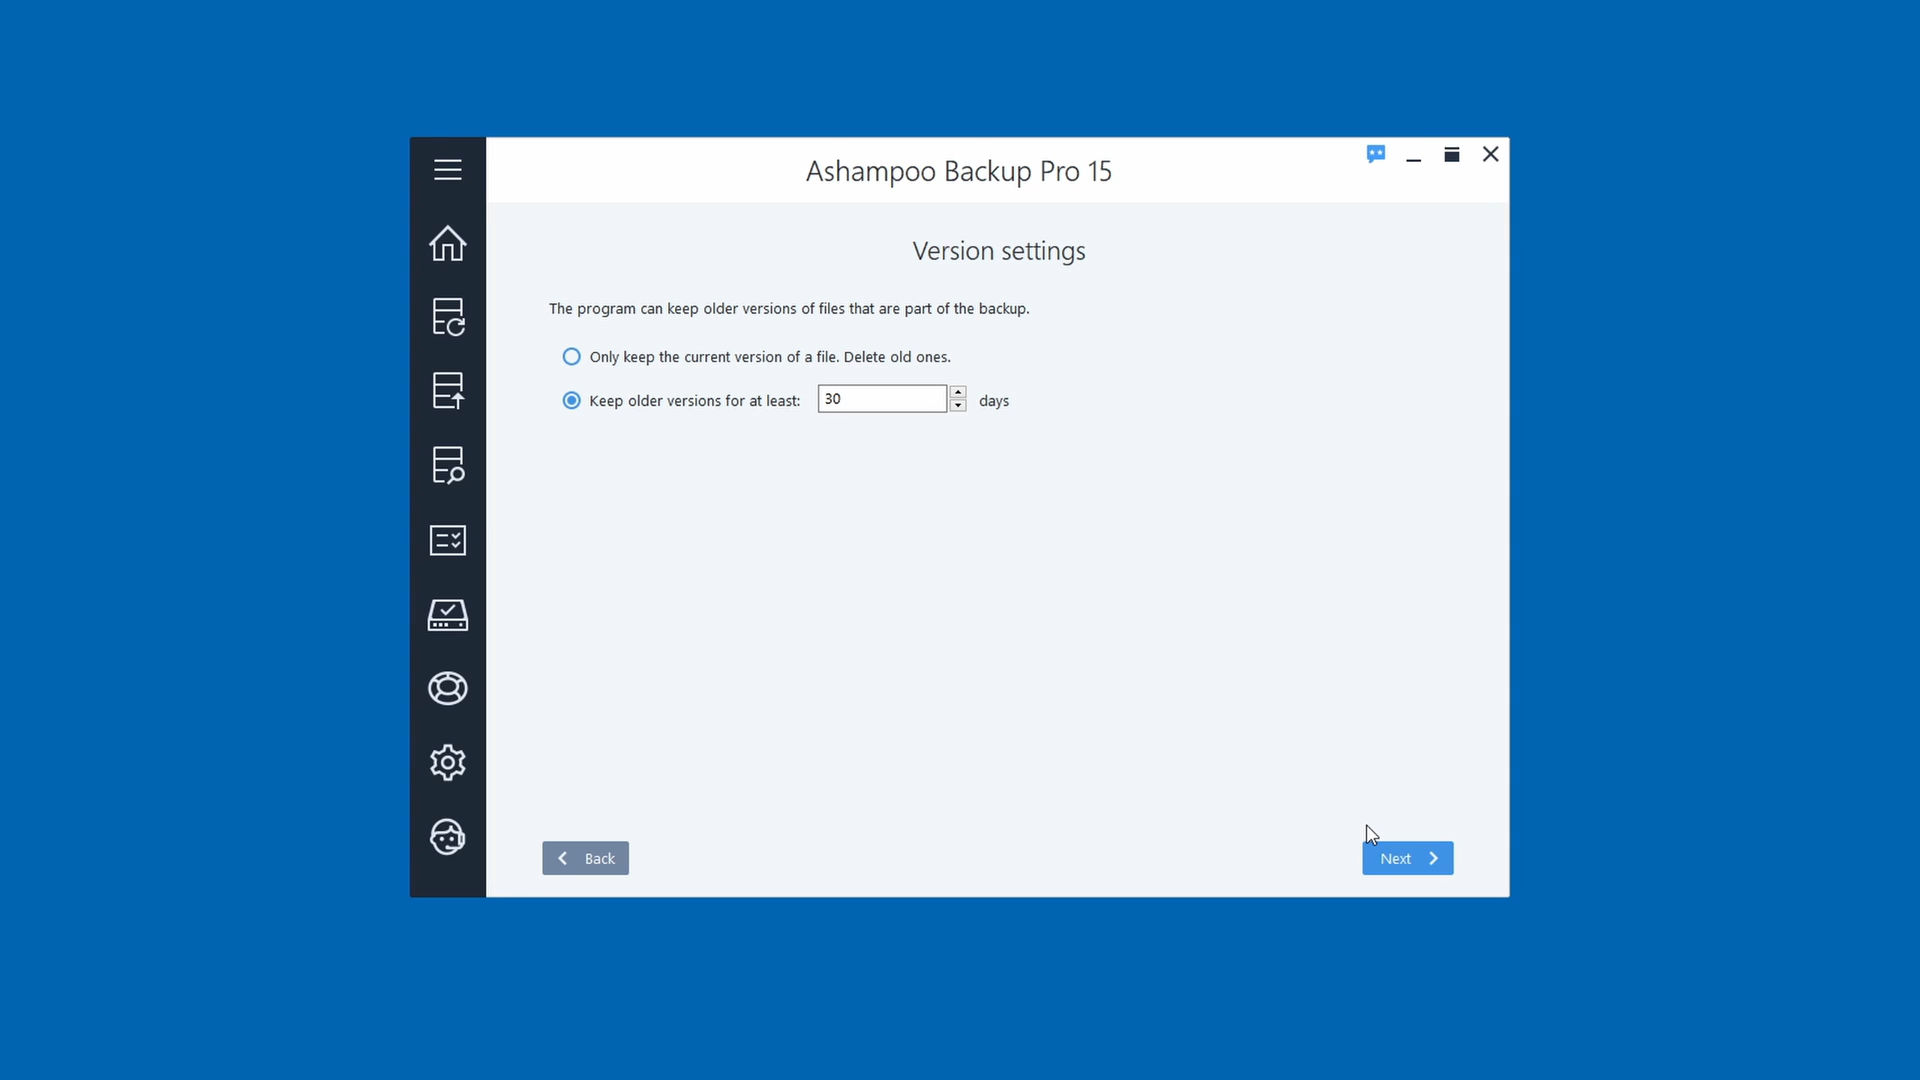 Ashampoo Backup Pro 15
Version settings
The program can keep older versions of files that are part of the backup.
Only keep the current version of a file. Delete old ones.
Keep older versions for at least: 30 days
Back
Next